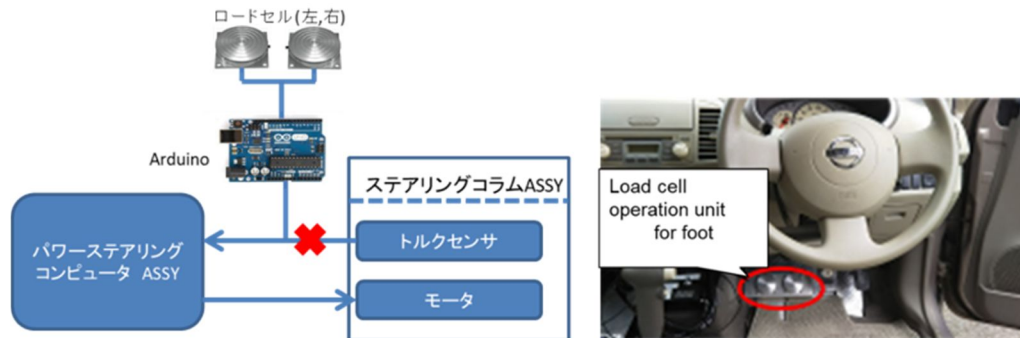 ロードセル(左,右)
Arduino
ステアリングコラムASSY
トルクセンサ
モータ
パワーステアリング
コンピュータ ASSY
Load cell
operation unit
for foot